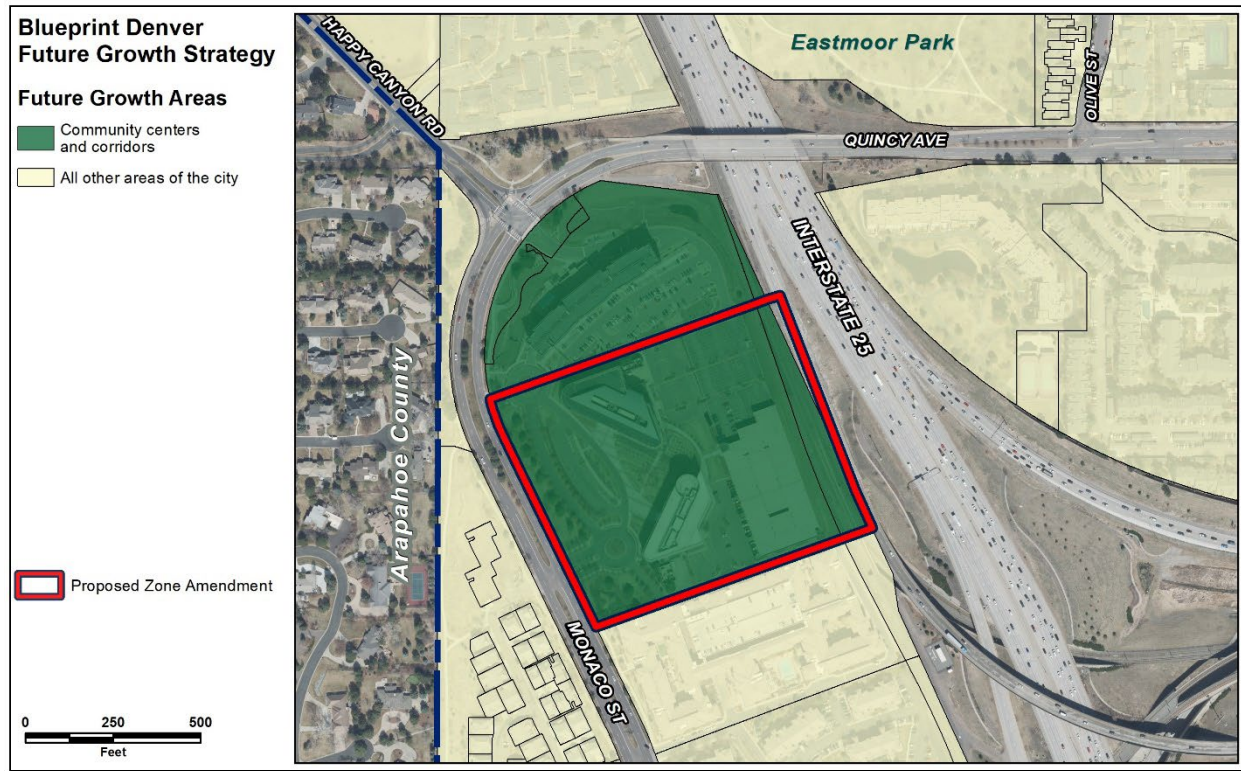 Blueprint Denver
Future Growth Strategy
Future Growth Areas
Community centers
and corridors
All other areas of the city
Proposed Zone Amendment
0 250 500
Feet
HAPPY CANYON RD
Eastmoor Park
OLIVE ST
QUINCY AVE
INTERSTATE 25
Arapahoe County
MONACO ST